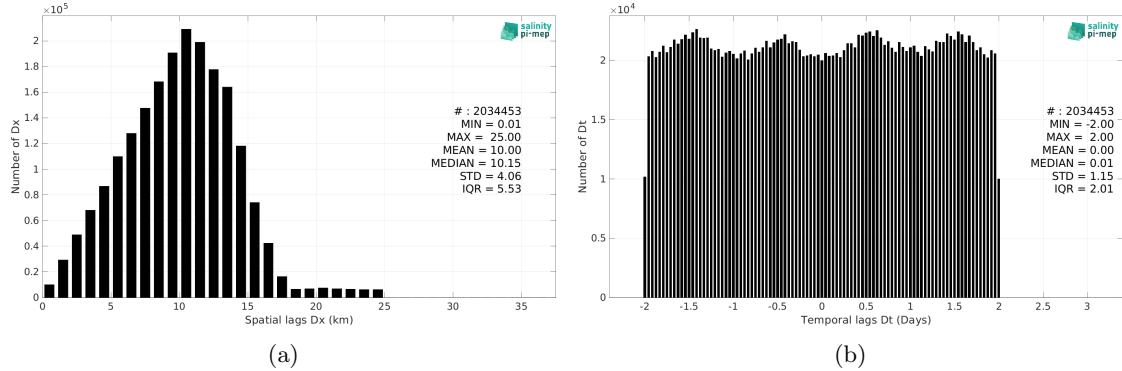 ×10⁵
2
1.8
1.6
1.4
1.2
1
0.8
0.6
0.4
0.2
0
Number of Dx
salinity
pi-mep
# : 2034453
MIN = 0.01
MAX = 25.00
MEAN = 10.00
MEDIAN = 10.15
STD = 4.06
IQR = 5.53
0 5 10 15 20 25 30 35
Spatial lags Dx (km)
(a)
×10⁴
2
1.5
1
0.5
0
Number of Dt
salinity
pi-mep
# : 2034453
MIN = -2.00
MAX = 2.00
MEAN = 0.00
MEDIAN = 0.01
STD = 1.15
IQR = 2.01
-2 -1.5 -1 -0.5 0 0.5 1 1.5 2 2.5 3
Temporal lags Dt (Days)
(b)